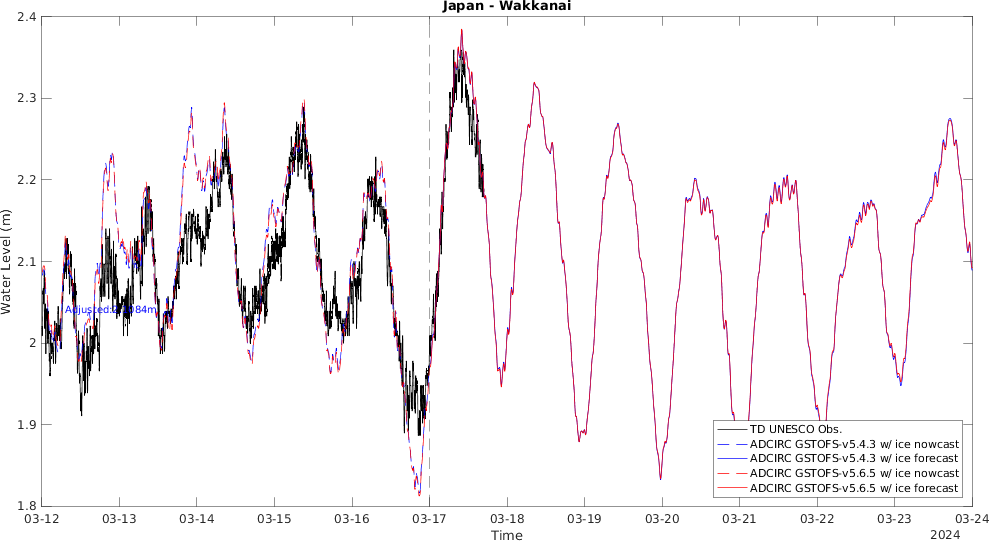 Japan - Wakkanai
Water Level (m)
2.4
2.3
2.2
2.1
2
1.9
1.8
TD UNESCO Obs.
ADCIRC GSTOFS-v5.4.3 w/ ice nowcast
ADCIRC GSTOFS-v5.4.3 w/ ice forecast
ADCIRC GSTOFS-v5.6.5 w/ ice nowcast
ADCIRC GSTOFS-v5.6.5 w/ ice forecast
03-12 03-13 03-14 03-15 03-16 03-17 03-18 03-19 03-20 03-21 03-22 03-23 03-24
Time
2024